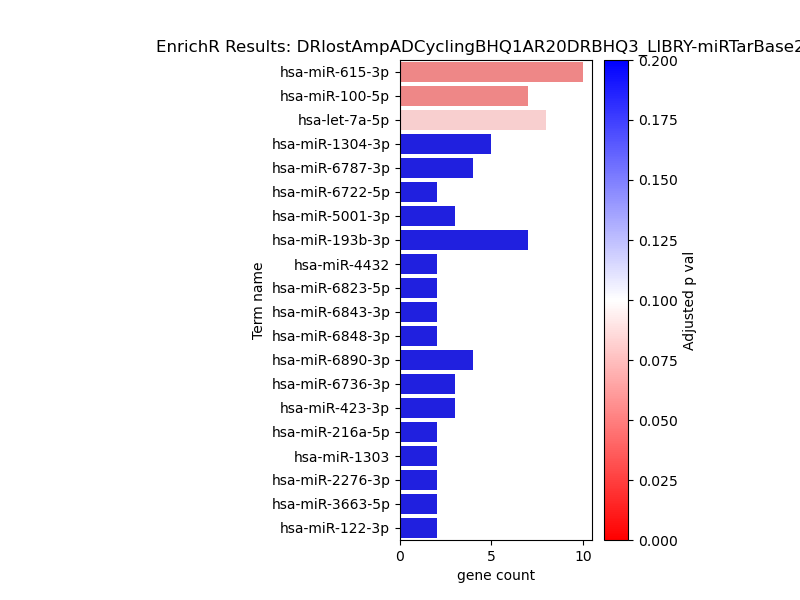 EnrichR Results: DRlostAmpADCyclingBHQ1AR20DRBHQ3_LIBRY-miRTarBase2
hsa-miR-615-3p
hsa-miR-100-5p
hsa-let-7a-5p
hsa-miR-1304-3p
hsa-miR-6787-3p
hsa-miR-6722-5p
hsa-miR-5001-3p
hsa-miR-193b-3p
hsa-miR-4432
hsa-miR-6823-5p
hsa-miR-6843-3p
hsa-miR-6848-3p
hsa-miR-6890-3p
hsa-miR-6736-3p
hsa-miR-423-3p
hsa-miR-216a-5p
hsa-miR-1303
hsa-miR-2276-3p
hsa-miR-3663-5p
hsa-miR-122-3p
Term name
0 5 10
gene count
0.200
0.175
0.150
0.125
0.100
0.075
0.050
0.025
0.000
Adjusted p val